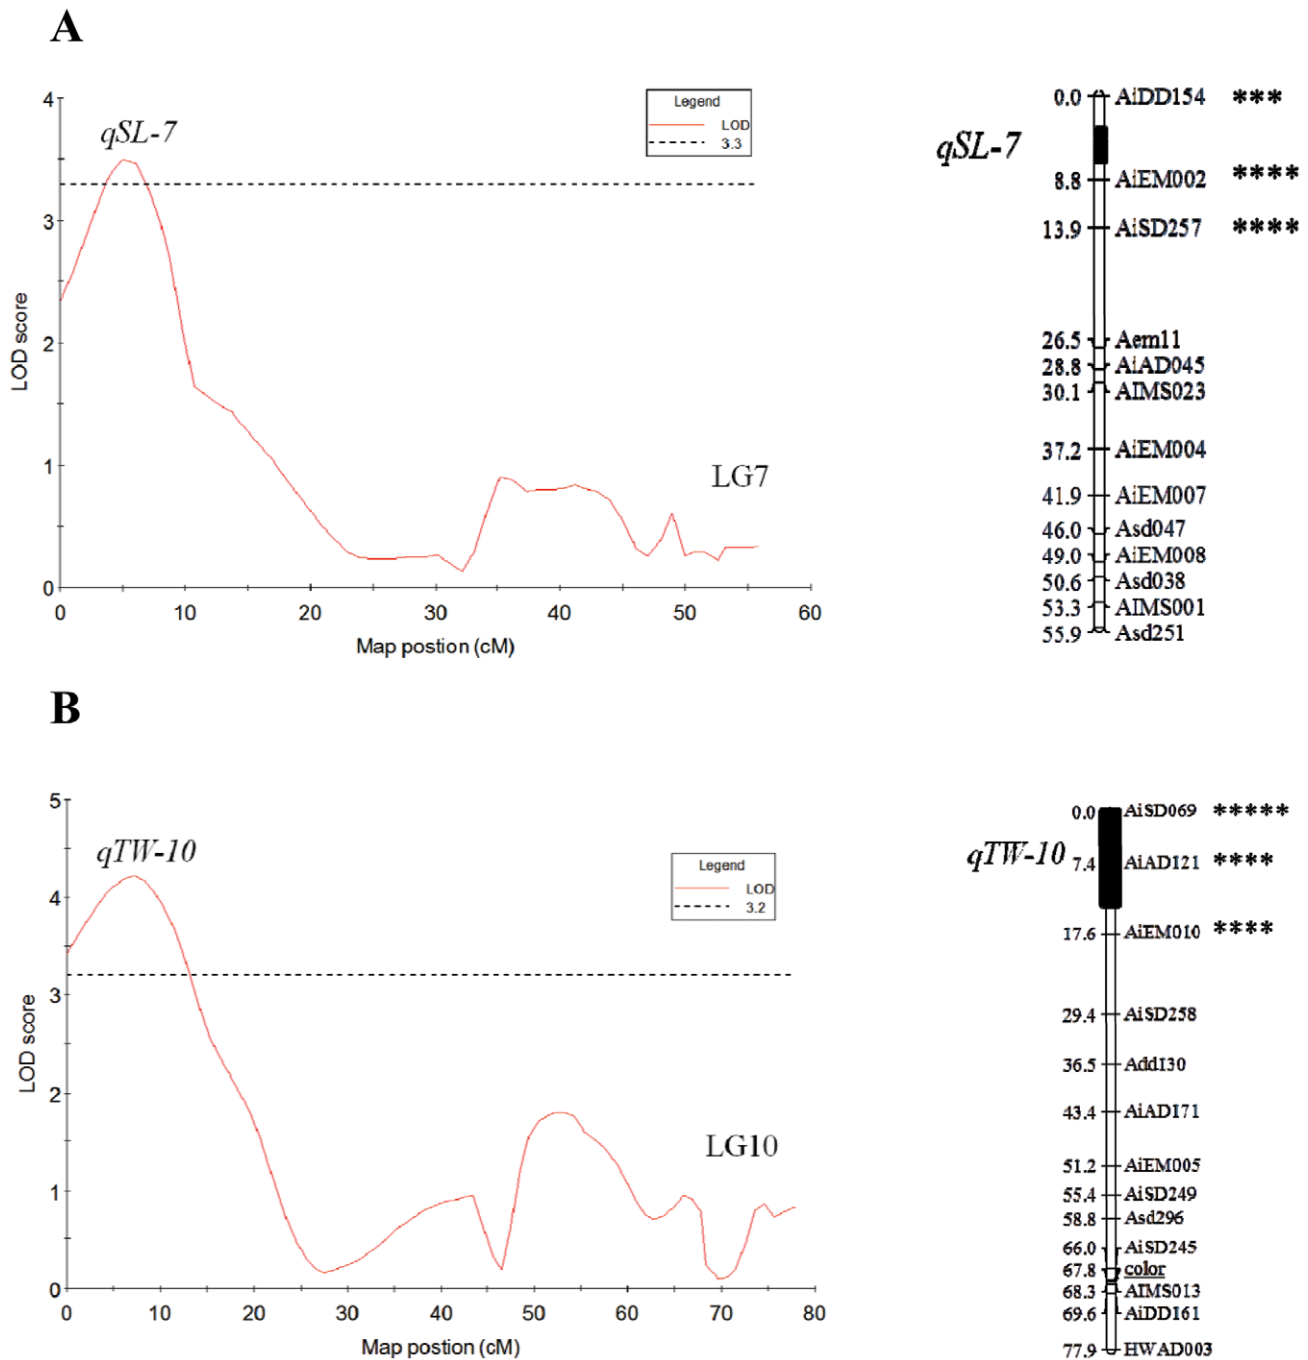 A
4
3
2
1
0
LOD score
qSL-7
Legend
LOD
3.3
LG7
0 10 20 30 40 50 60
Map postion (cM)
qSL-7
0.0 AiDD154 ***
8.8 AiEM002 ****
13.9 AiSD257 ****
26.5 Aem11
28.8 AiAD045
30.1 AIMS023
37.2 AiEM004
41.9 AiEM007
46.0 Asd047
49.0 AiEM008
50.6 Asd038
53.3 AIMS001
55.9 Asd251
B
5
4
3
2
1
0
LOD score
qTW-10
Legend
LOD
3.2
LG10
0 10 20 30 40 50 60 70 80
Map postion (cM)
qTW-10
0.0 AiSD069 *****
7.4 AiAD121 ****
17.6 AiEM010 ****
29.4 AiSD258
36.5 AddI30
43.4 AiAD171
51.2 AiEM005
55.4 AiSD249
58.8 Asd296
66.0 AiSD245
67.8 color
68.3 AIMS013
69.6 AiDD161
77.9 HWAD003